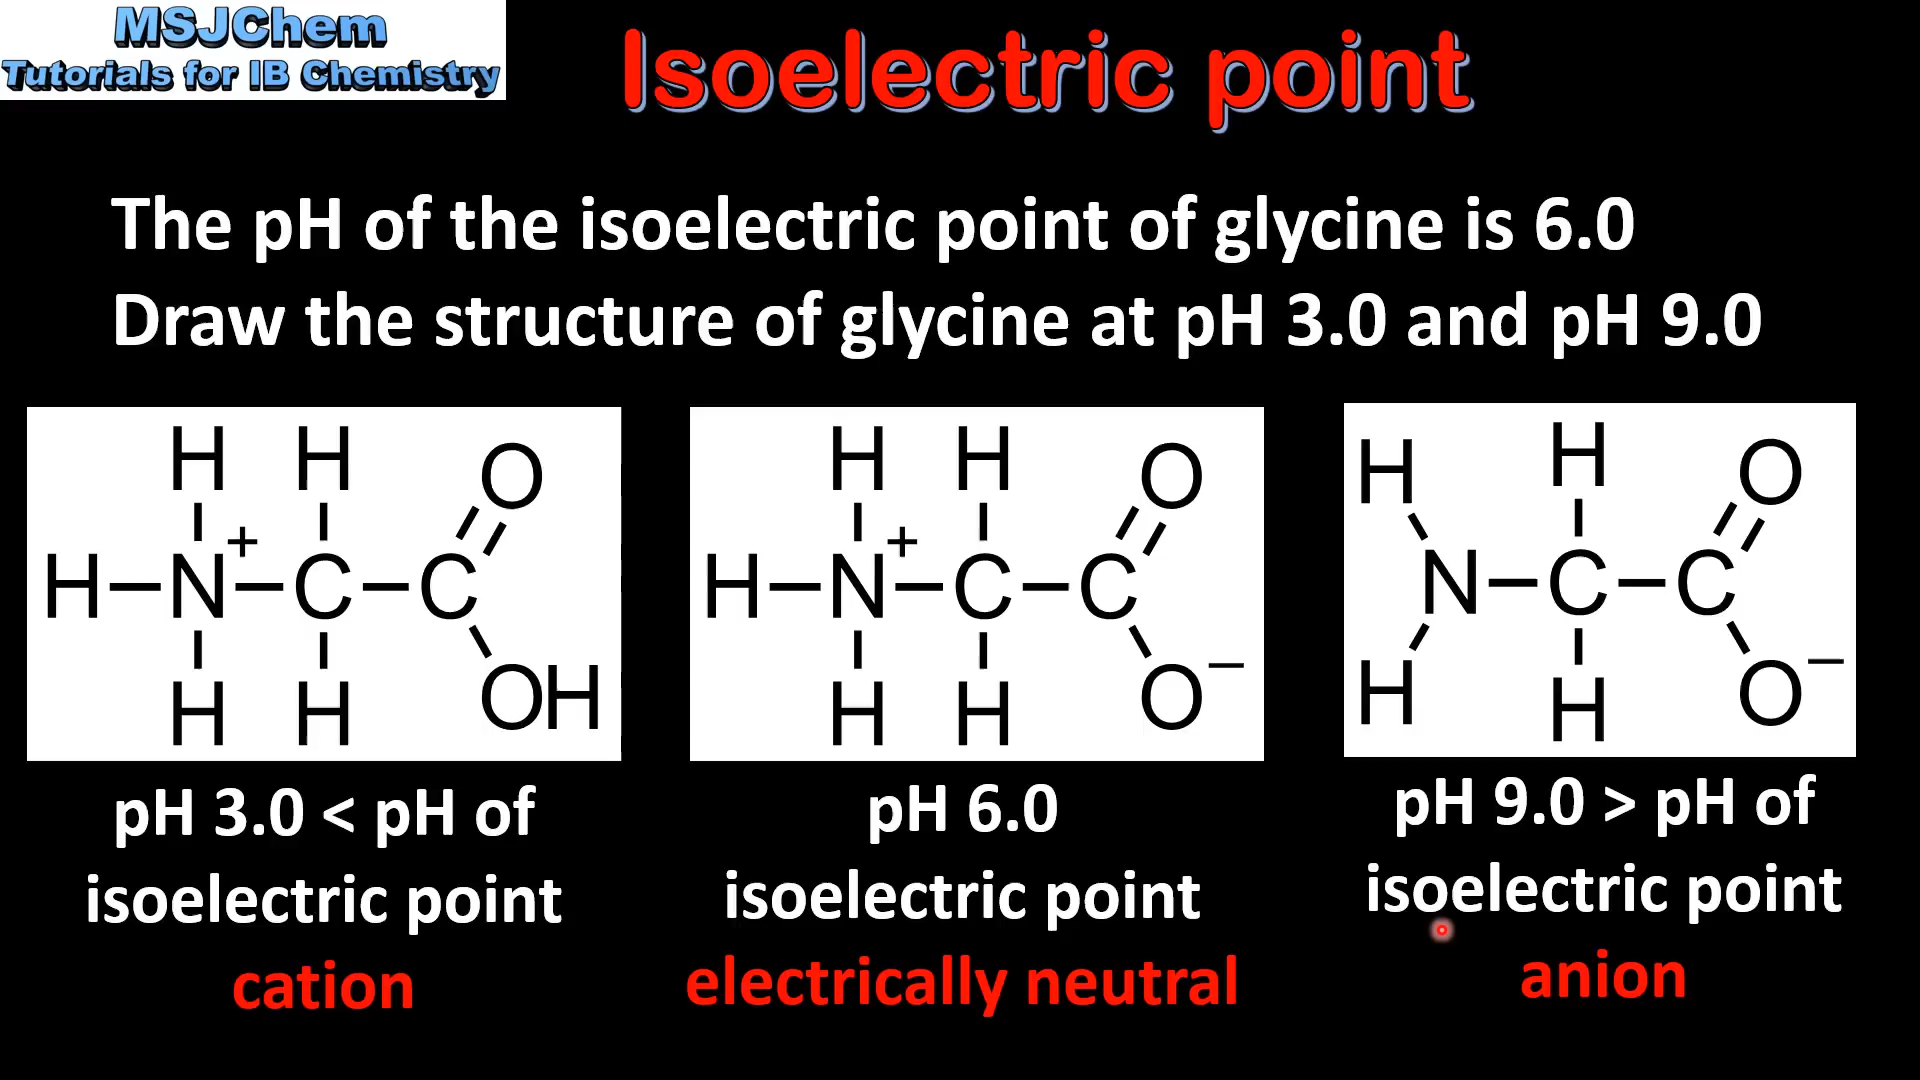 MSJChem
Tutorials for IB Chemistry
Isoelectric point
The pH of the isoelectric point of glycine is 6.0
Draw the structure of glycine at pH 3.0 and pH 9.0
H H O
H N + C C
H H OH
pH 3.0 < pH of
isoelectric point
cation
H H O
H N + C C
H H O –
pH 6.0
isoelectric point
electrically neutral
H H O
N C C
H H O –
pH 9.0 > pH of
isoelectric point
anion